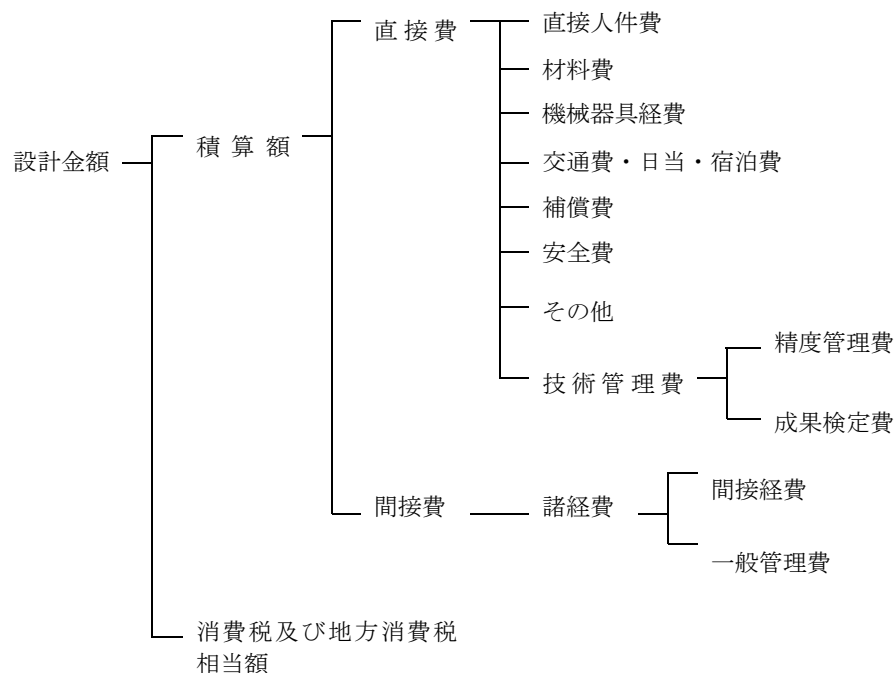 設計金額
積算額
直接費
直接人件費
材料費
機械器具経費
交通費・日当・宿泊費
補償費
安全費
その他
技術管理費
精度管理費
成果検定費
間接費
諸経費
間接経費
一般管理費
消費税及び地方消費税
相当額